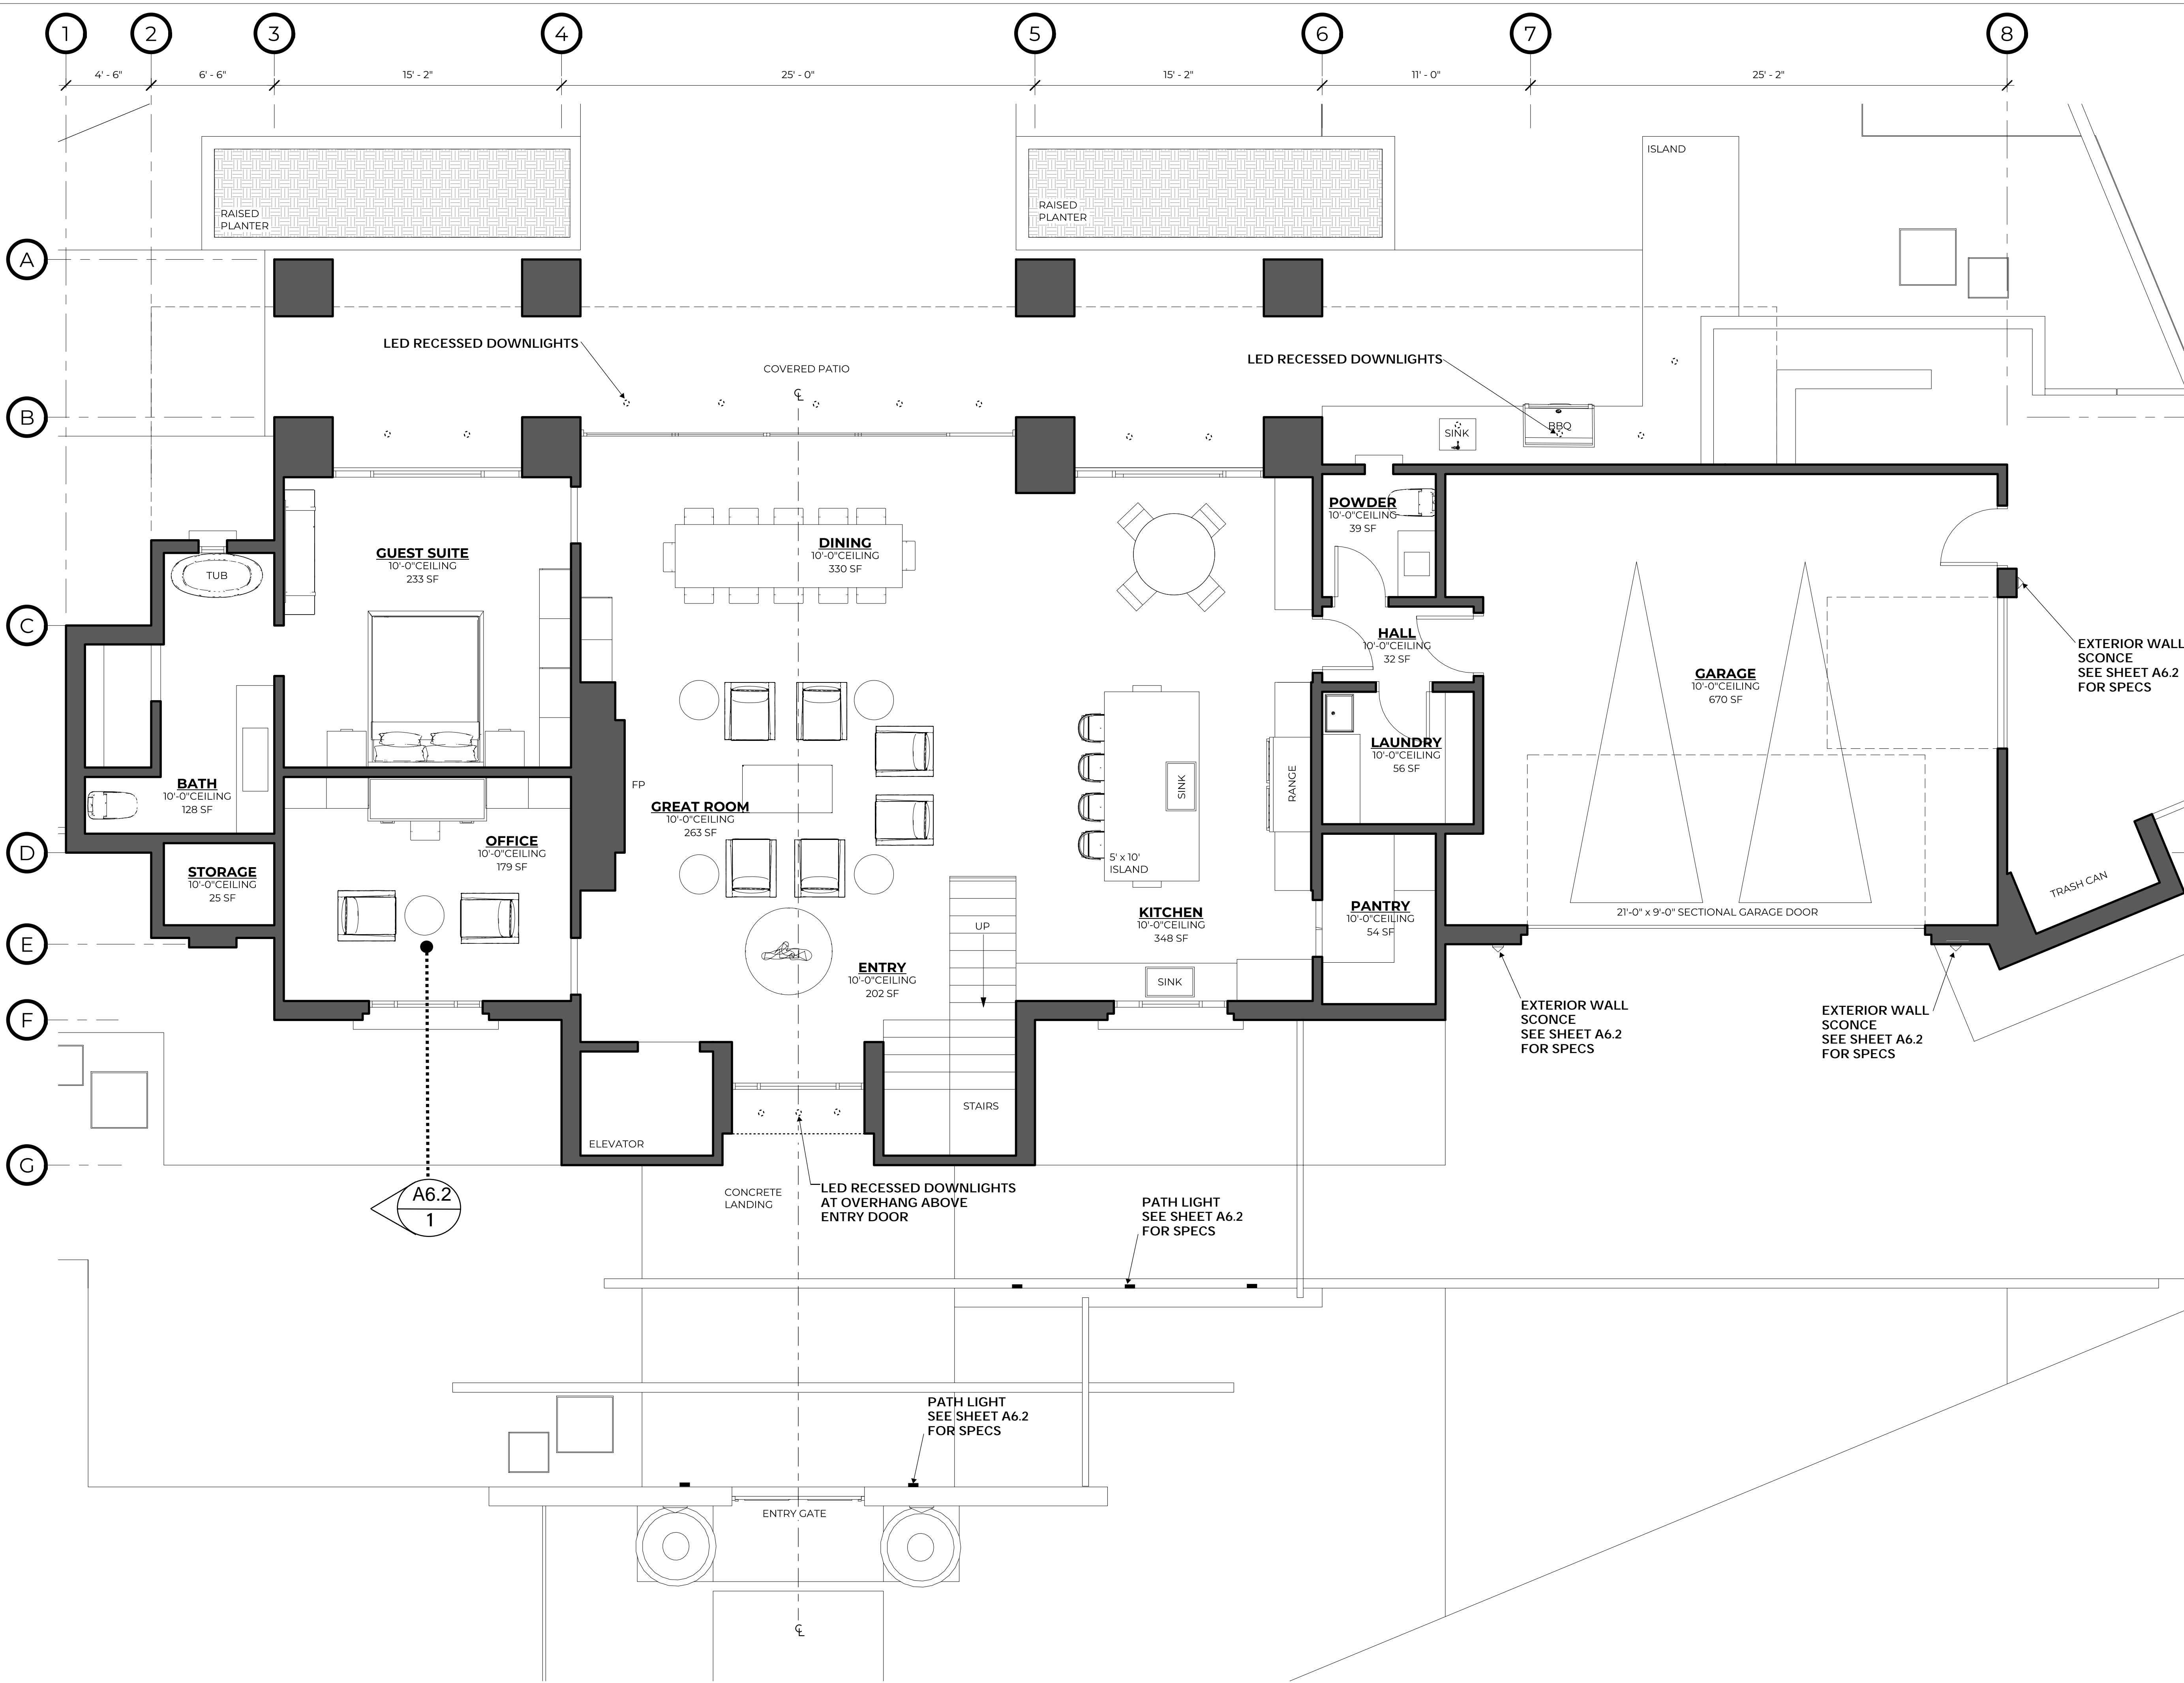 1 2 3 4 5 6 7 8
4' - 6" 6' - 6" 15' - 2" 25' - 0" 15' - 2" 11' - 0" 25' - 2"
ISLAND
RAISED
PLANTER
RAISED
PLANTER
A
LED RECESSED DOWNLIGHTS
COVERED PATIO
LED RECESSED DOWNLIGHTS
B
SINK
BBQ
GUEST SUITE
10'-0"CEILING
233 SF
TUB
DINING
10'-0"CEILING
330 SF
POWDER
10'-0"CEILING
39 SF
C
HALL
10'-0"CEILING
32 SF
GARAGE
10'-0"CEILING
670 SF
EXTERIOR WALL
SCONCE
SEE SHEET A6.2
FOR SPECS
LAUNDRY
10'-0"CEILING
56 SF
BATH
10'-0"CEILING
128 SF
FP
GREAT ROOM
10'-0"CEILING
263 SF
SINK
RANGE
OFFICE
10'-0"CEILING
179 SF
D
STORAGE
10'-0"CEILING
25 SF
5' x 10'
ISLAND
TRASH CAN
KITCHEN
10'-0"CEILING
348 SF
PANTRY
10'-0"CEILING
54 SF
21'-0" x 9'-0" SECTIONAL GARAGE DOOR
UP
E
ENTRY
10'-0"CEILING
202 SF
SINK
F
EXTERIOR WALL
SCONCE
SEE SHEET A6.2
FOR SPECS
EXTERIOR WALL
SCONCE
SEE SHEET A6.2
FOR SPECS
STAIRS
ELEVATOR
G
A6.2
1
CONCRETE
LANDING
LED RECESSED DOWNLIGHTS
AT OVERHANG ABOVE
ENTRY DOOR
PATH LIGHT
SEE SHEET A6.2
FOR SPECS
PATH LIGHT
SEE SHEET A6.2
FOR SPECS
ENTRY GATE